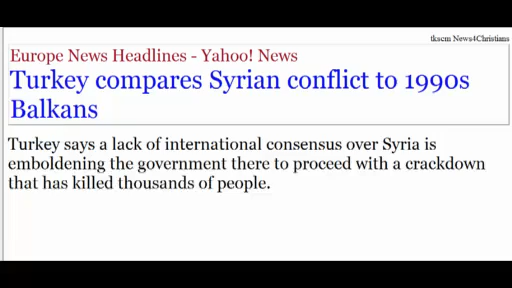 tkscm News4Christians
Europe News Headlines - Yahoo! News
Turkey compares Syrian conflict to 1990s
Balkans
Turkey says a lack of international consensus over Syria is
emboldening the government there to proceed with a crackdown
that has killed thousands of people.